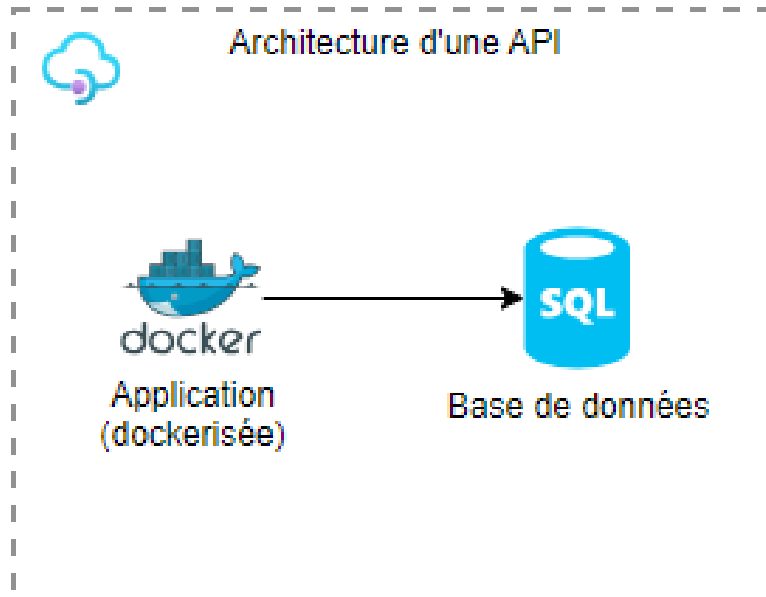 Architecture d'une API
docker
SQL
Application
(dockerisée)
Base de données